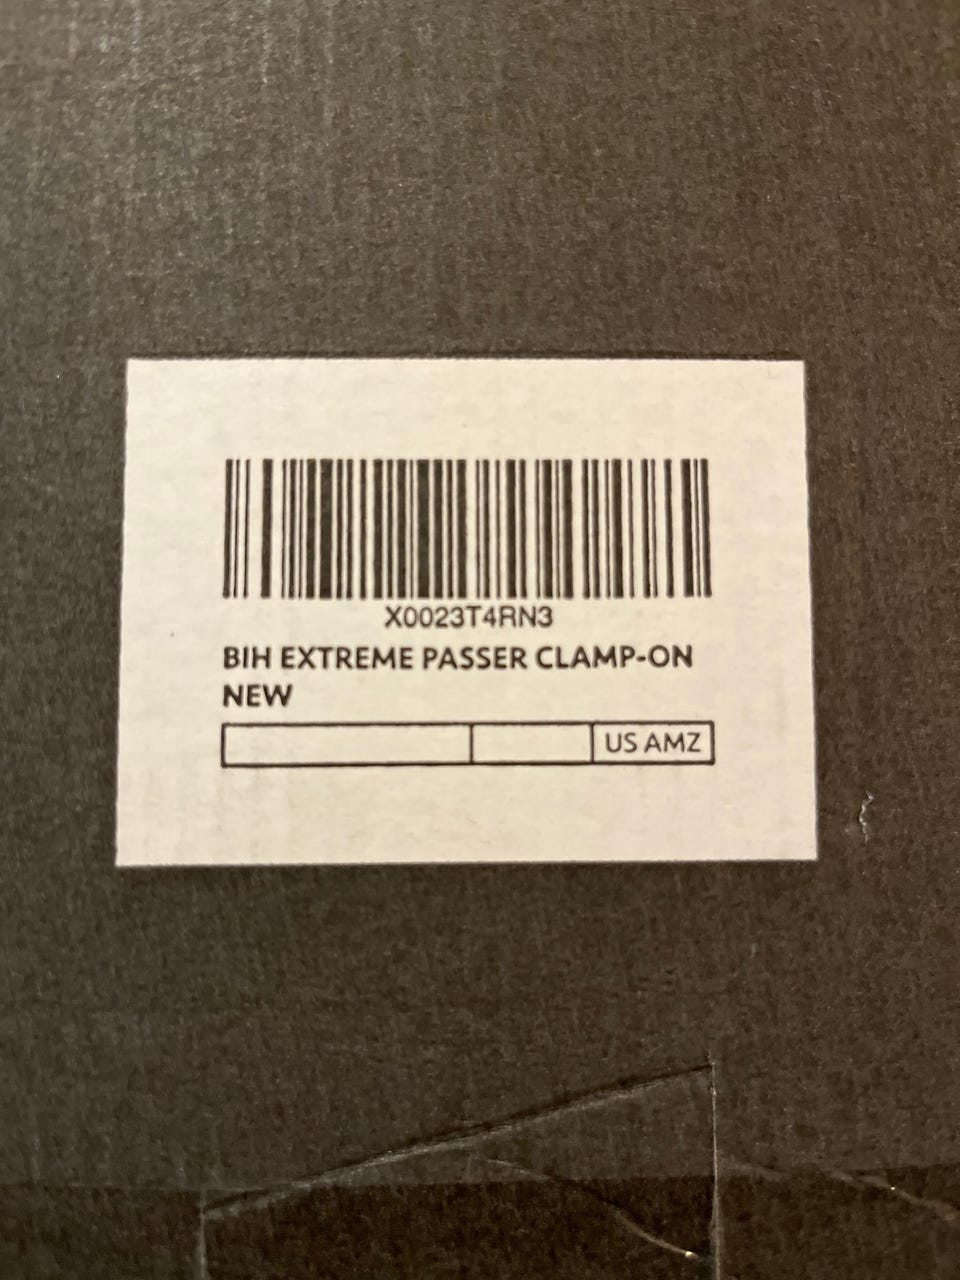 X0023T4RN3
BIH EXTREME PASSER CLAMP-ON
NEW
US AMZ